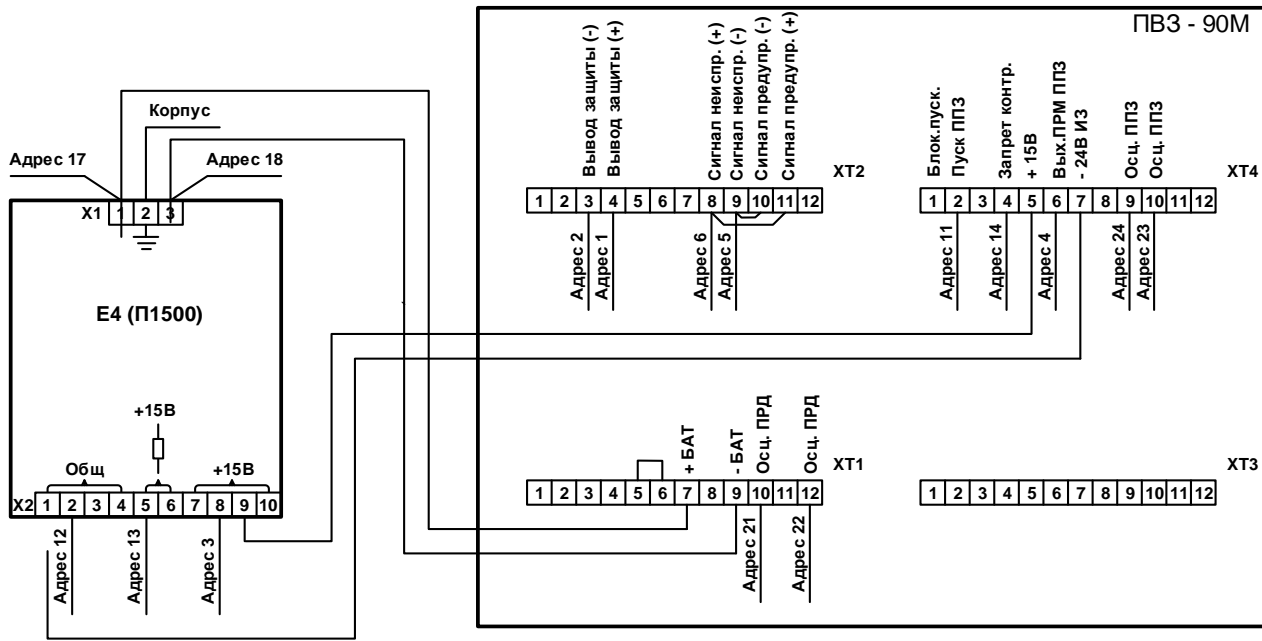 ПВЗ - 90М
Корпус
Адрес 17
Адрес 18
X1
1 2 3
Е4 (П1500)
+15В
Общ
+15В
X2
1 2 3 4 5 6 7 8 9 10
Адрес 12
Адрес 13
Адрес 3
Вывод защиты (-)
Вывод защиты (+)
Сигнал неиспр. (+)
Сигнал неиспр. (-)
Сигнал предупр. (-)
Сигнал предупр. (+)
XT2
1 2 3 4 5 6 7 8 9 10 11 12
Адрес 2
Адрес 1
Адрес 6
Адрес 5
Блок.пуск.
Пуск ППЗ
Запрет контр.
+ 15В
Вых.ПРМ ППЗ
- 24В ИЗ
Осц. ППЗ
Осц. ППЗ
XT4
1 2 3 4 5 6 7 8 9 10 11 12
Адрес 11
Адрес 14
Адрес 4
Адрес 24
Адрес 23
+ БАТ
- БАТ
Осц. ПРД
Осц. ПРД
XT1
1 2 3 4 5 6 7 8 9 10 11 12
Адрес 21
Адрес 22
XT3
1 2 3 4 5 6 7 8 9 10 11 12